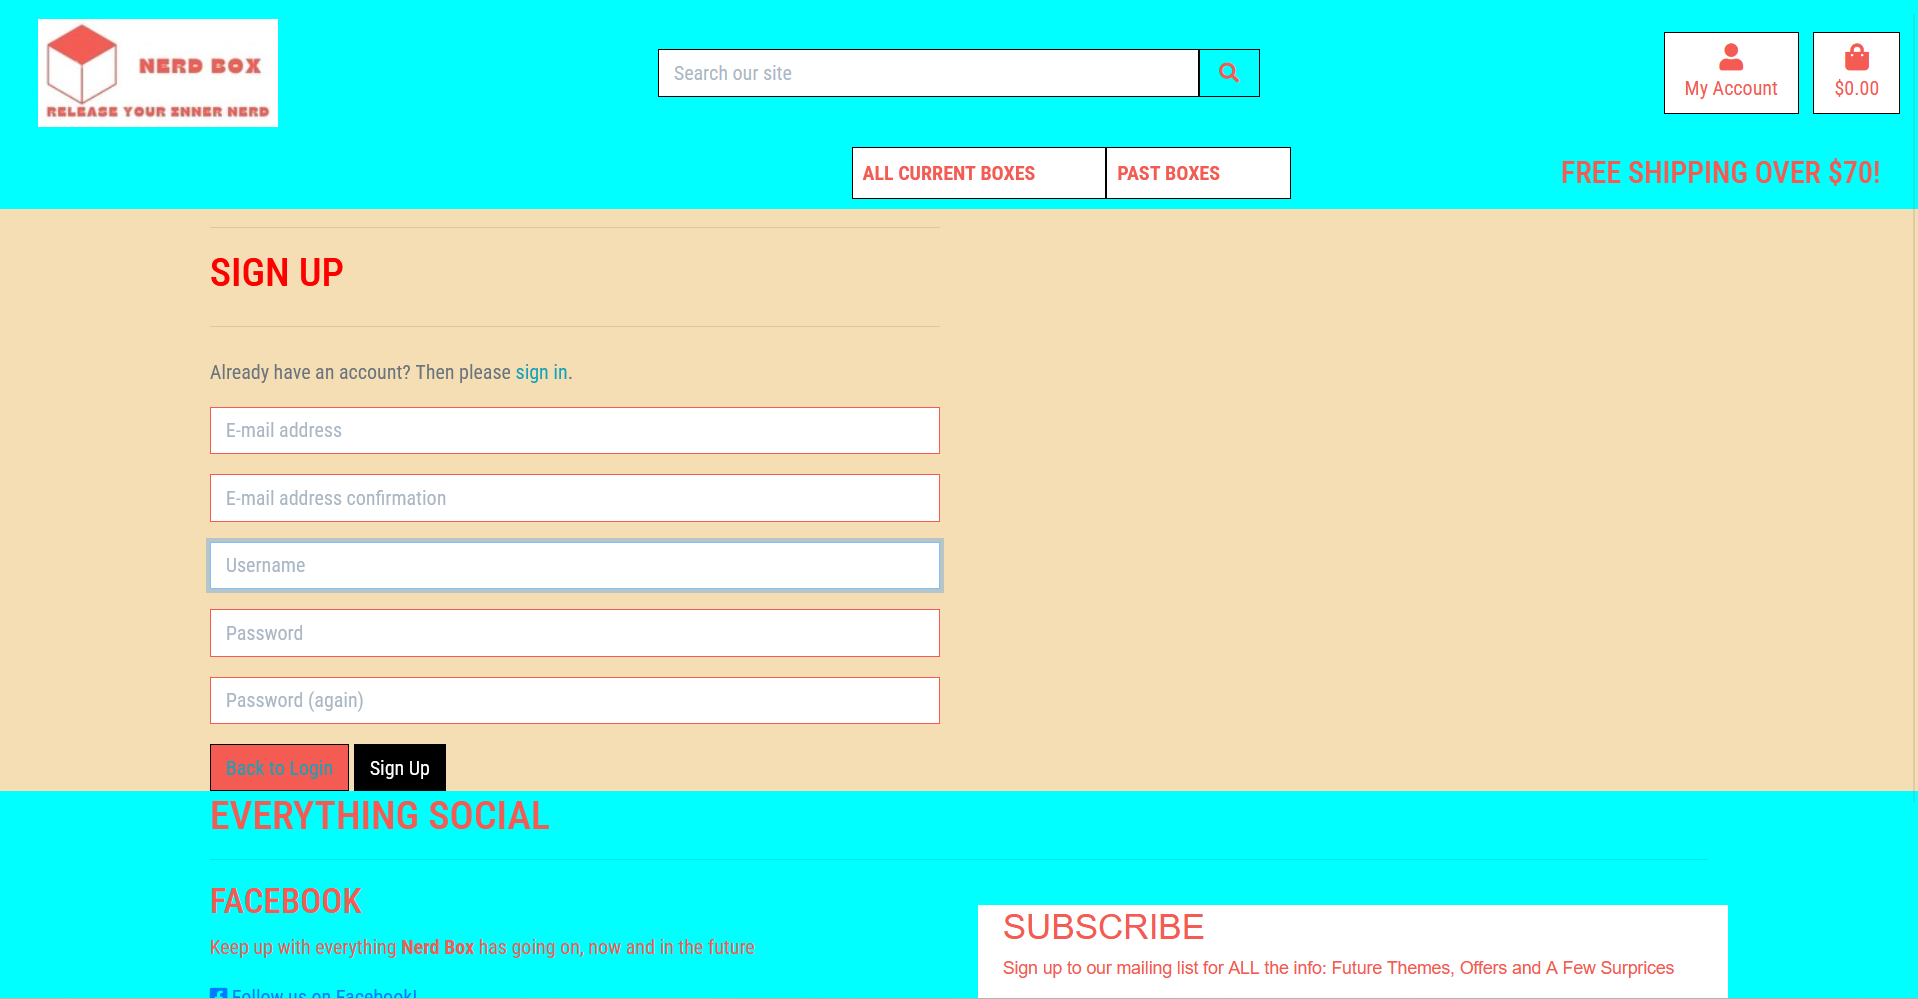 NERD BOX
RELEASE YOUR INNER NERD
Search our site
My Account
$0.00
ALL CURRENT BOXES
PAST BOXES
FREE SHIPPING OVER $70!
SIGN UP
Already have an account? Then please sign in.
E-mail address
E-mail address confirmation
Username
Password
Password (again)
Back to Login
Sign Up
EVERYTHING SOCIAL
FACEBOOK
Keep up with everything Nerd Box has going on, now and in the future
Follow us on Facebook!
SUBSCRIBE
Sign up to our mailing list for ALL the info: Future Themes, Offers and A Few Surprices